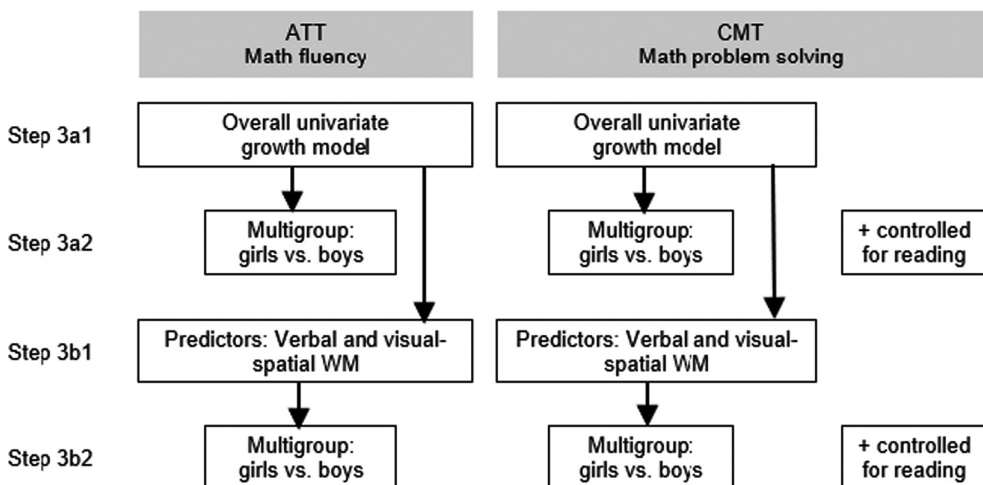 ATT
Math fluency
CMT
Math problem solving
Step 3a1
Overall univariate
growth model
Overall univariate
growth model
Step 3a2
Multigroup:
girls vs. boys
Multigroup:
girls vs. boys
+ controlled
for reading
Step 3b1
Predictors: Verbal and visual-
spatial WM
Predictors: Verbal and visual-
spatial WM
Step 3b2
Multigroup:
girls vs. boys
Multigroup:
girls vs. boys
+ controlled
for reading